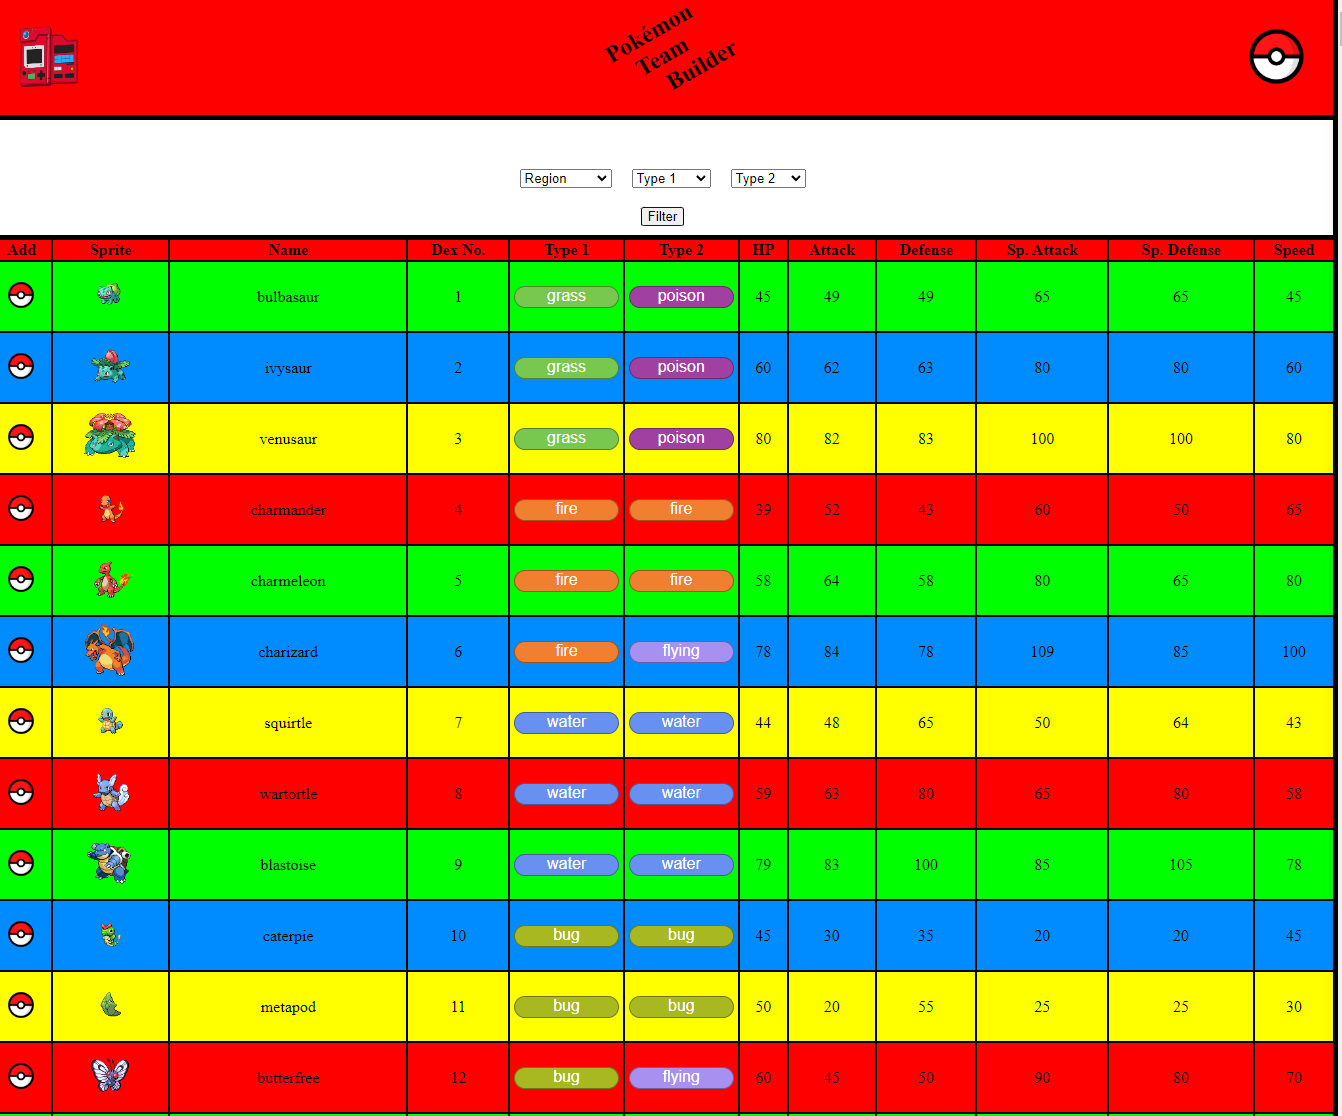 Pokémon
Team
Builder
Region Type 1 Type 2
Filter
Add Sprite Name Dex No. Type 1 Type 2 HP Attack Defense Sp. Attack Sp. Defense Speed
bulbasaur 1 grass poison 45 49 49 65 65 45
ivysaur 2 grass poison 60 62 63 80 80 60
venusaur 3 grass poison 80 82 83 100 100 80
charmander 4 fire fire 39 52 43 60 50 65
charmeleon 5 fire fire 58 64 58 80 65 80
charizard 6 fire flying 78 84 78 109 85 100
squirtle 7 water water 44 48 65 50 64 43
wartortle 8 water water 59 63 80 65 80 58
blastoise 9 water water 79 83 100 85 105 78
caterpie 10 bug bug 45 30 35 20 20 45
metapod 11 bug bug 50 20 55 25 25 30
butterfree 12 bug flying 60 45 50 90 80 70